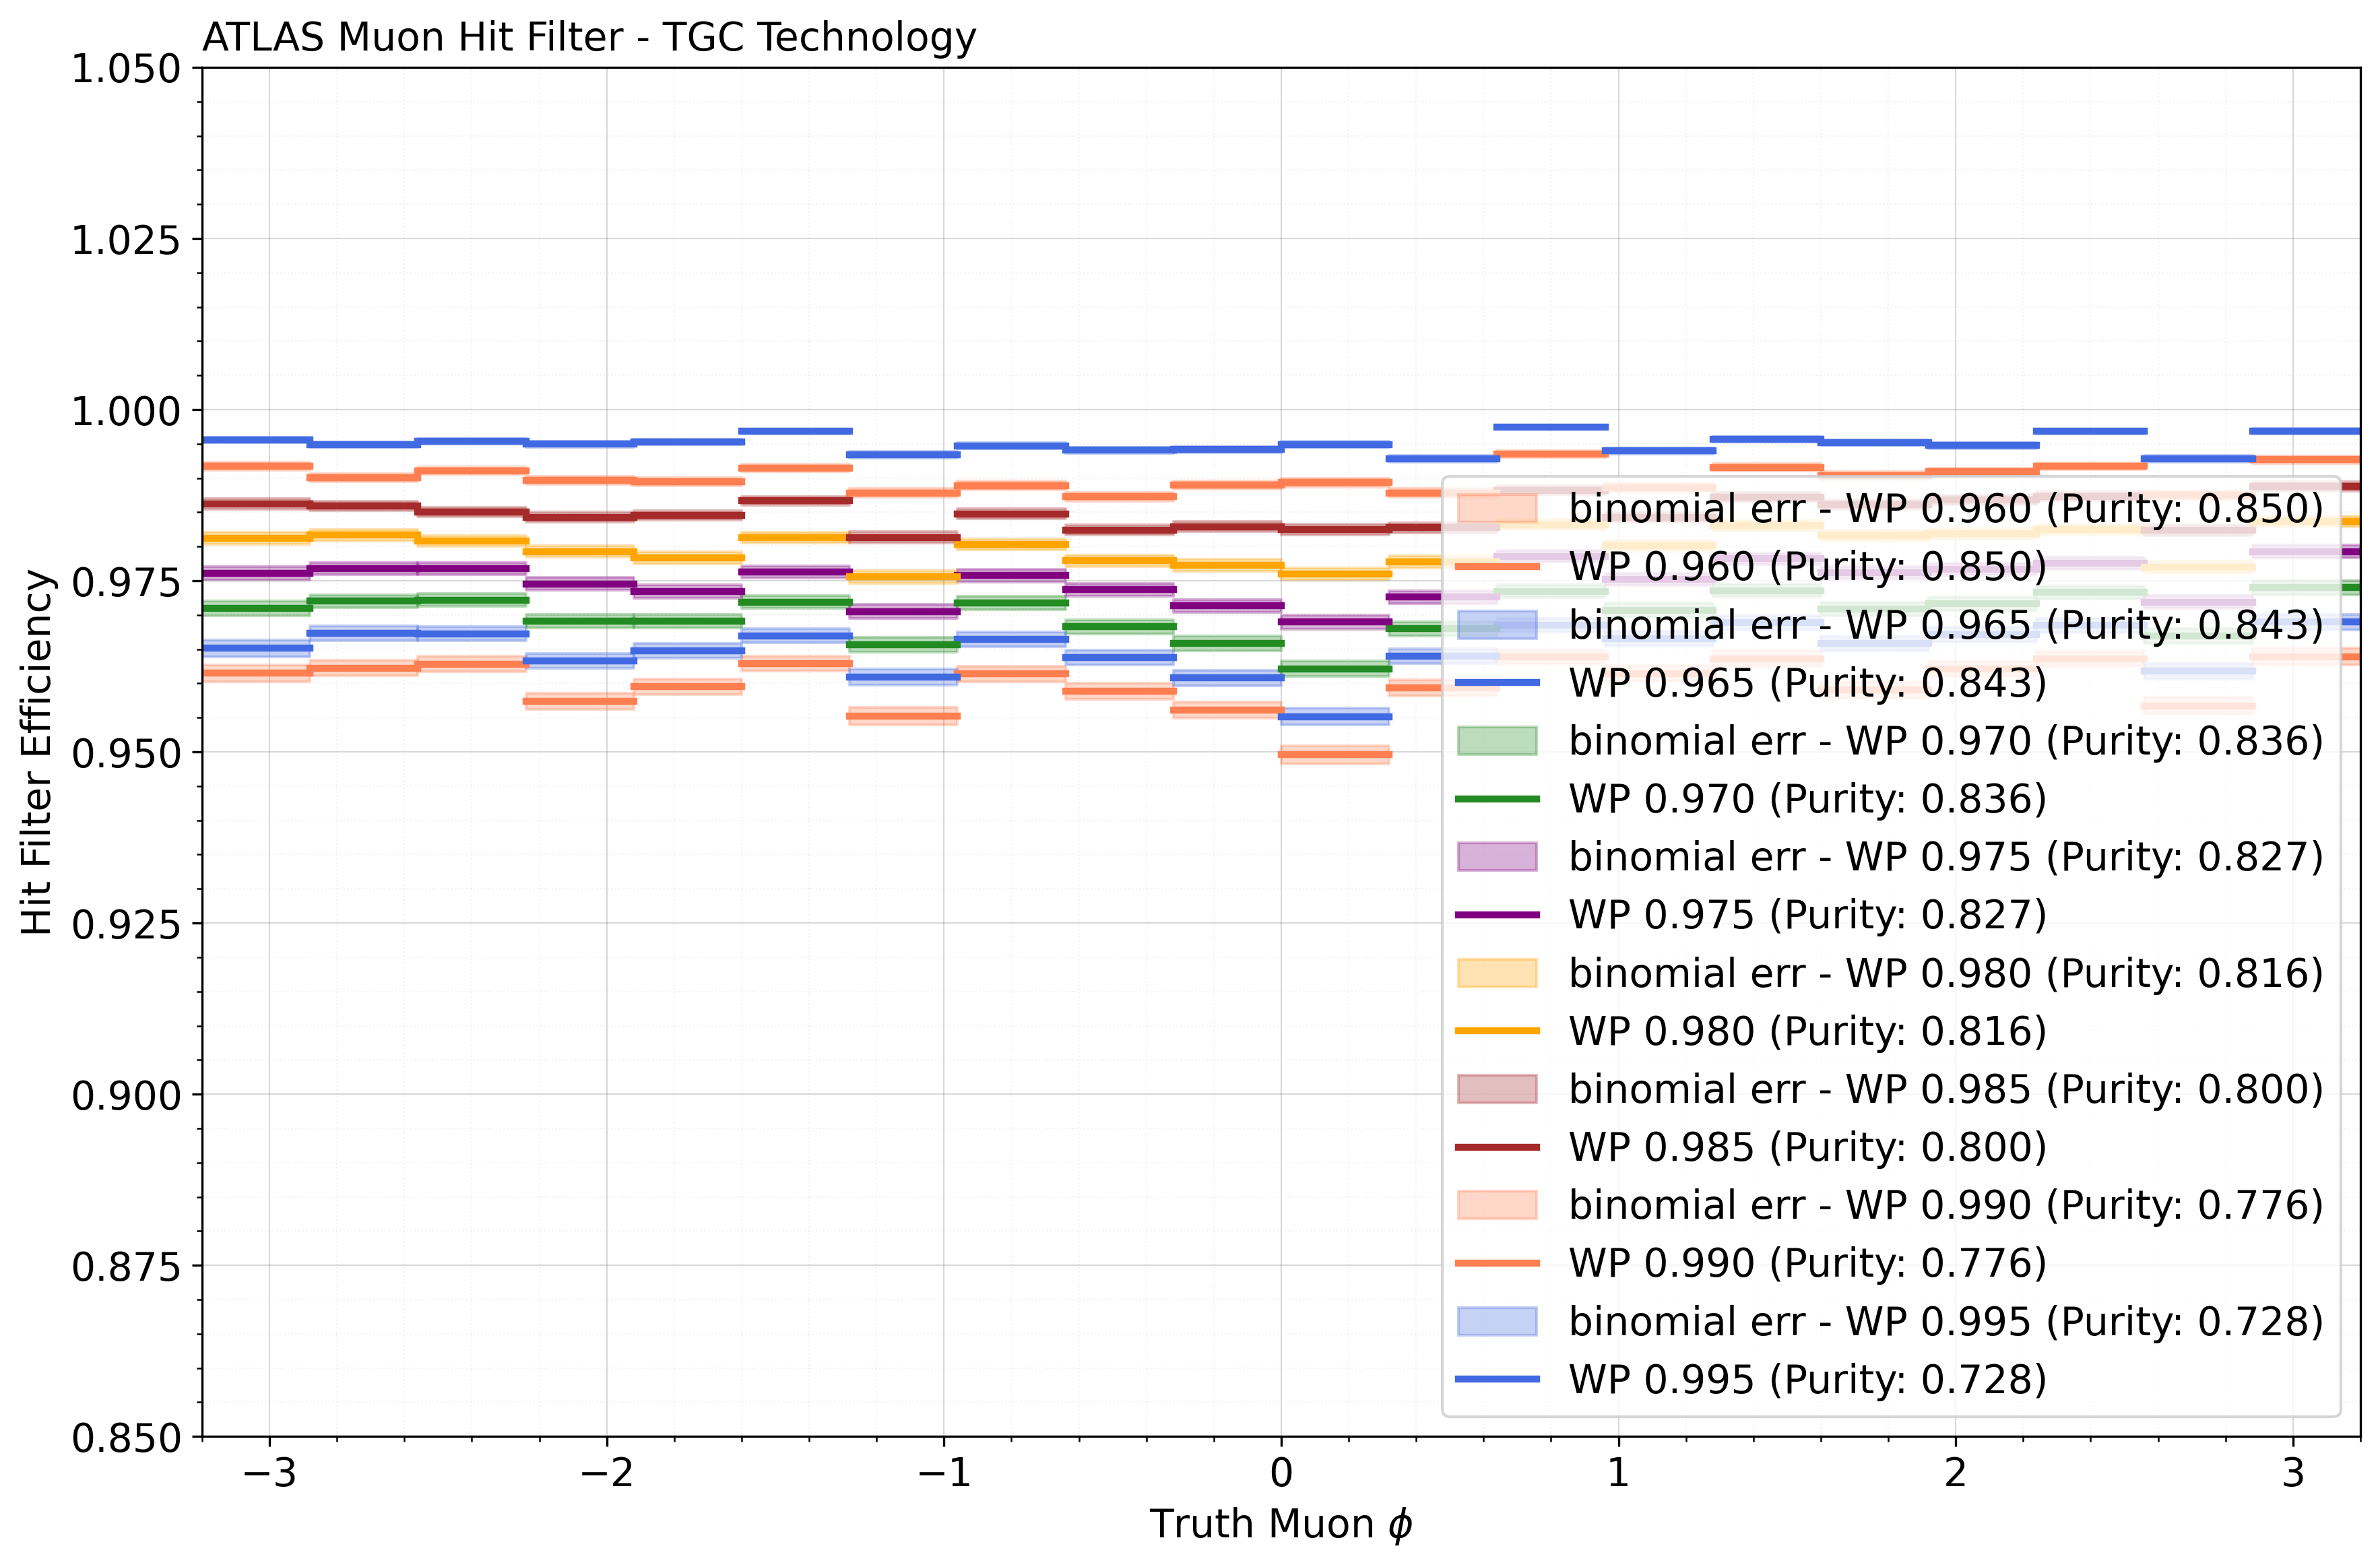 ATLAS Muon Hit Filter - TGC Technology
1.050
1.025
1.000
0.975
0.950
0.925
0.900
0.875
0.850
Hit Filter Efficiency
binomial err - WP 0.960 (Purity: 0.850)
WP 0.960 (Purity: 0.850)
binomial err - WP 0.965 (Purity: 0.843)
WP 0.965 (Purity: 0.843)
binomial err - WP 0.970 (Purity: 0.836)
WP 0.970 (Purity: 0.836)
binomial err - WP 0.975 (Purity: 0.827)
WP 0.975 (Purity: 0.827)
binomial err - WP 0.980 (Purity: 0.816)
WP 0.980 (Purity: 0.816)
binomial err - WP 0.985 (Purity: 0.800)
WP 0.985 (Purity: 0.800)
binomial err - WP 0.990 (Purity: 0.776)
WP 0.990 (Purity: 0.776)
binomial err - WP 0.995 (Purity: 0.728)
WP 0.995 (Purity: 0.728)
−3 −2 −1 0 1 2 3
Truth Muon ϕ